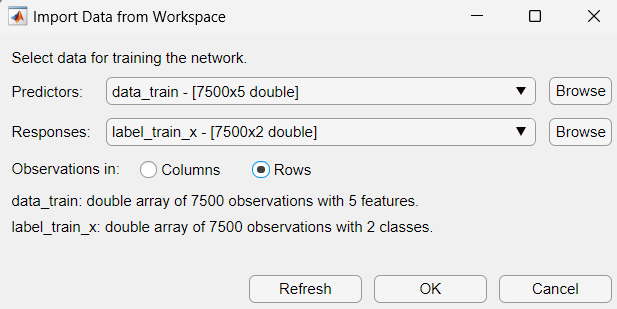 Import Data from Workspace
Select data for training the network.
Predictors: data_train - [7500x5 double] Browse
Responses: label_train_x - [7500x2 double] Browse
Observations in: Columns Rows
data_train: double array of 7500 observations with 5 features.
label_train_x: double array of 7500 observations with 2 classes.
Refresh OK Cancel